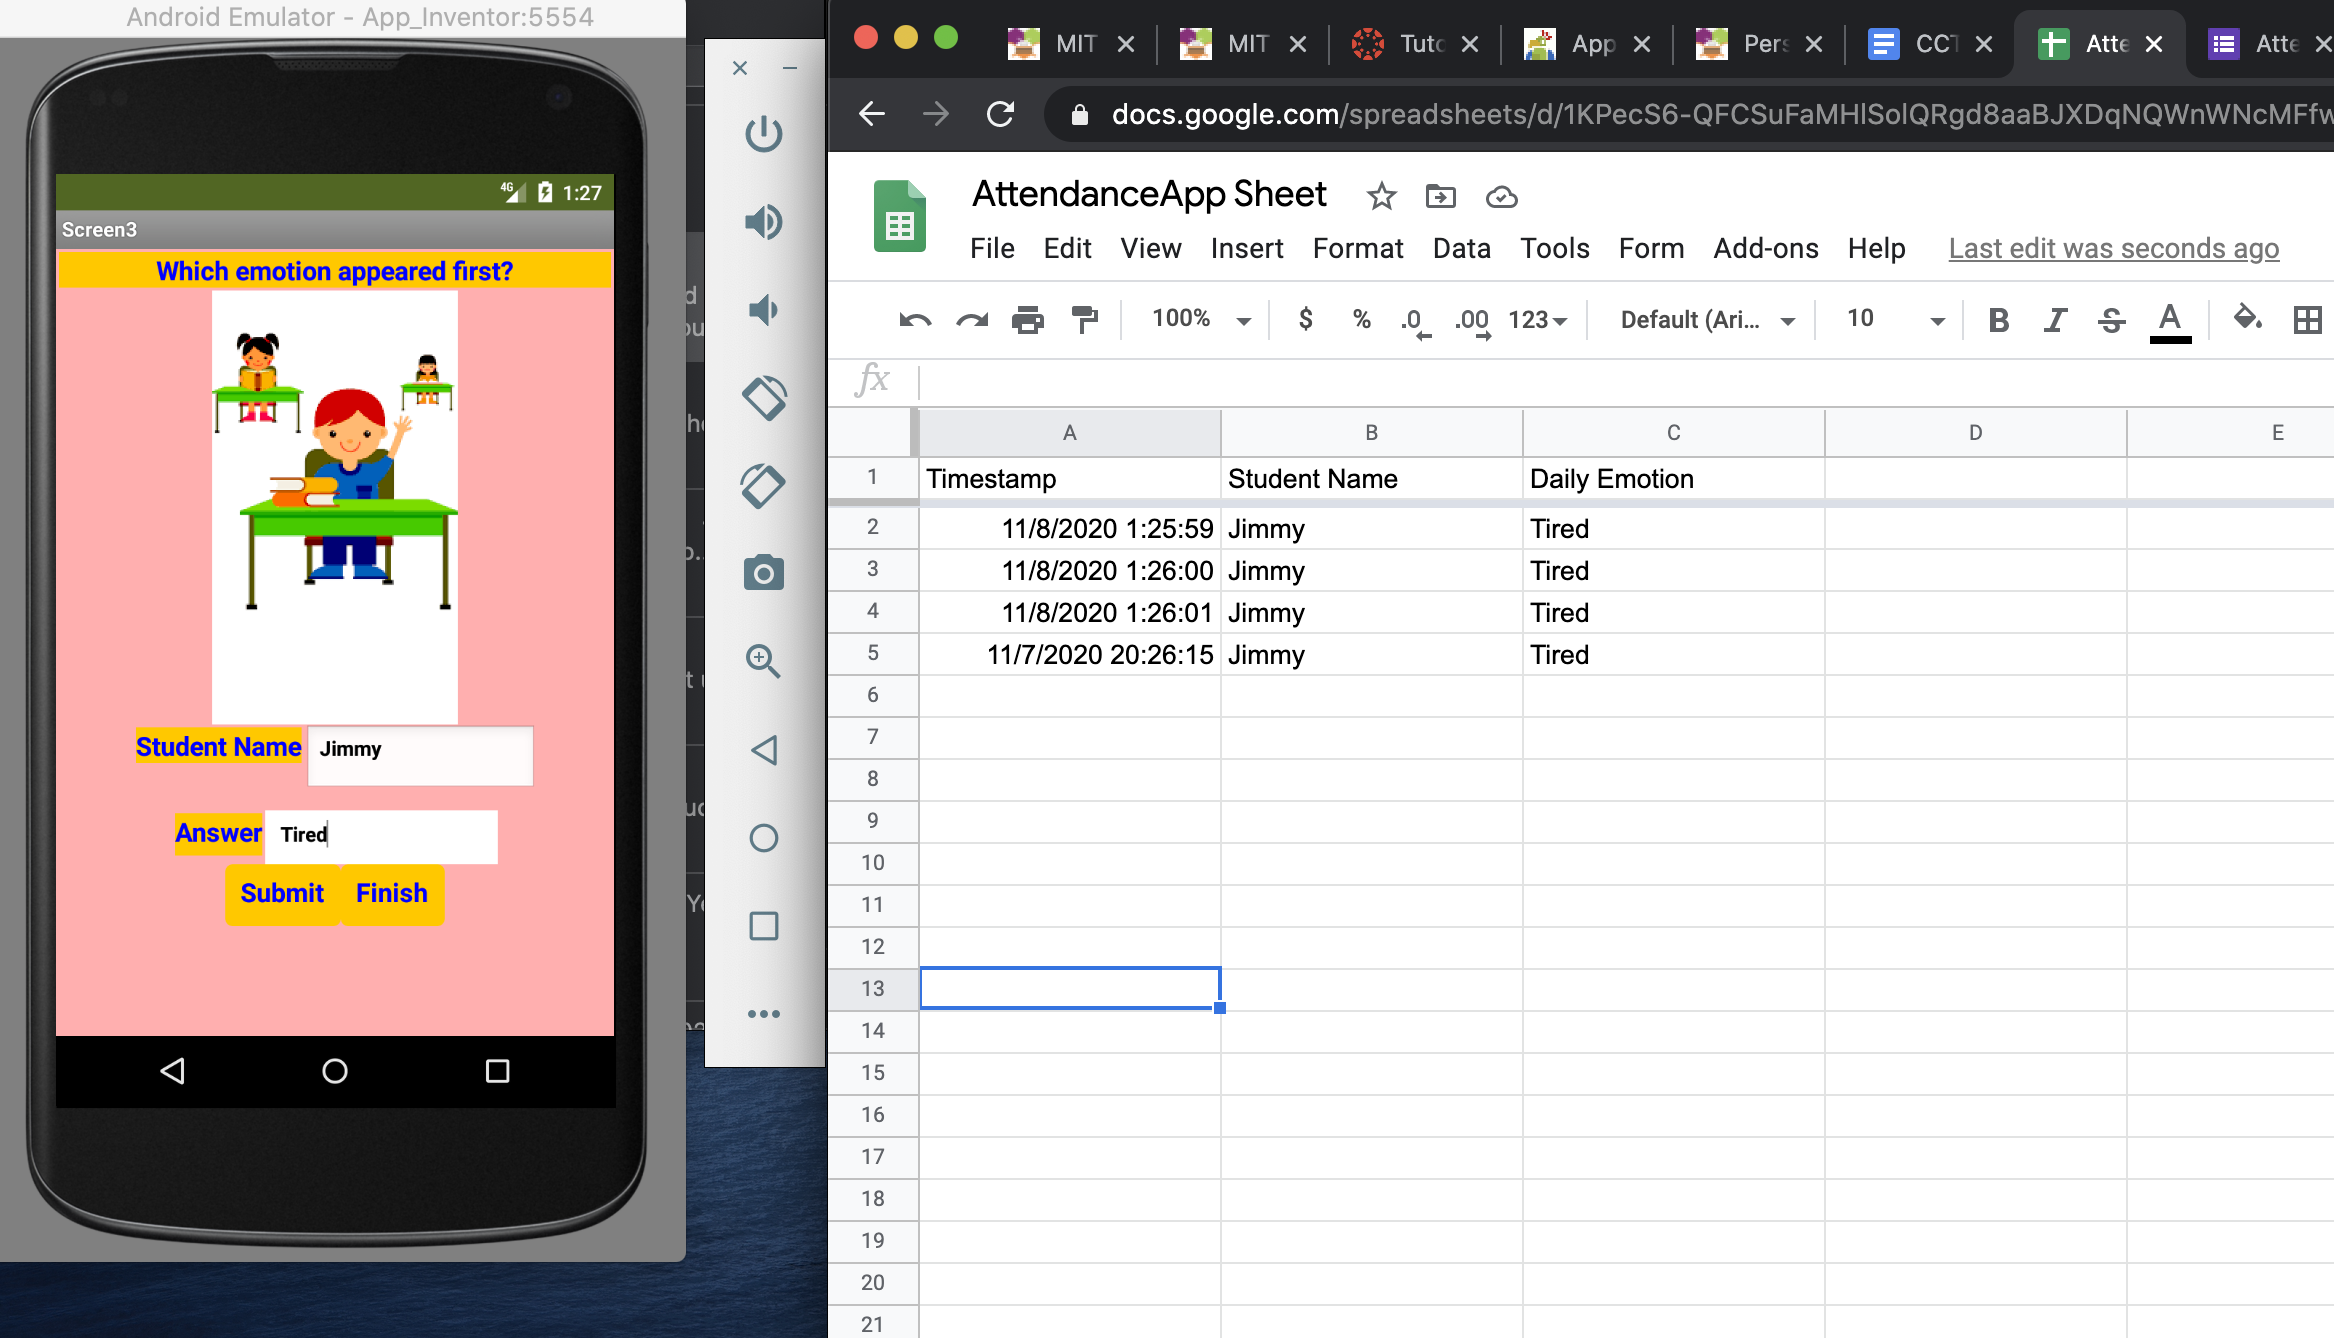 Android Emulator - App_Inventor:5554
4G 1:27
Screen3
Which emotion appeared first?
Student Name Jimmy
Answer Tired
Submit Finish
MIT MIT App CCT Atte Atte
docs.google.com/spreadsheets/d/1KPecS6-QFCSuFaMHlSolQRgd8aaBJXDqNQWnWNcMFfw
AttendanceApp Sheet
File Edit View Insert Format Data Tools Form Add-ons Help Last edit was seconds ago
100% $ % .0 .00 123 Default (Ari... 10 B I S A
fx
A B C D E
1 Timestamp Student Name Daily Emotion
2 11/8/2020 1:25:59 Jimmy Tired
3 11/8/2020 1:26:00 Jimmy Tired
4 11/8/2020 1:26:01 Jimmy Tired
5 11/7/2020 20:26:15 Jimmy Tired
6
7
8
9
10
11
12
13
14
15
16
17
18
19
20
21